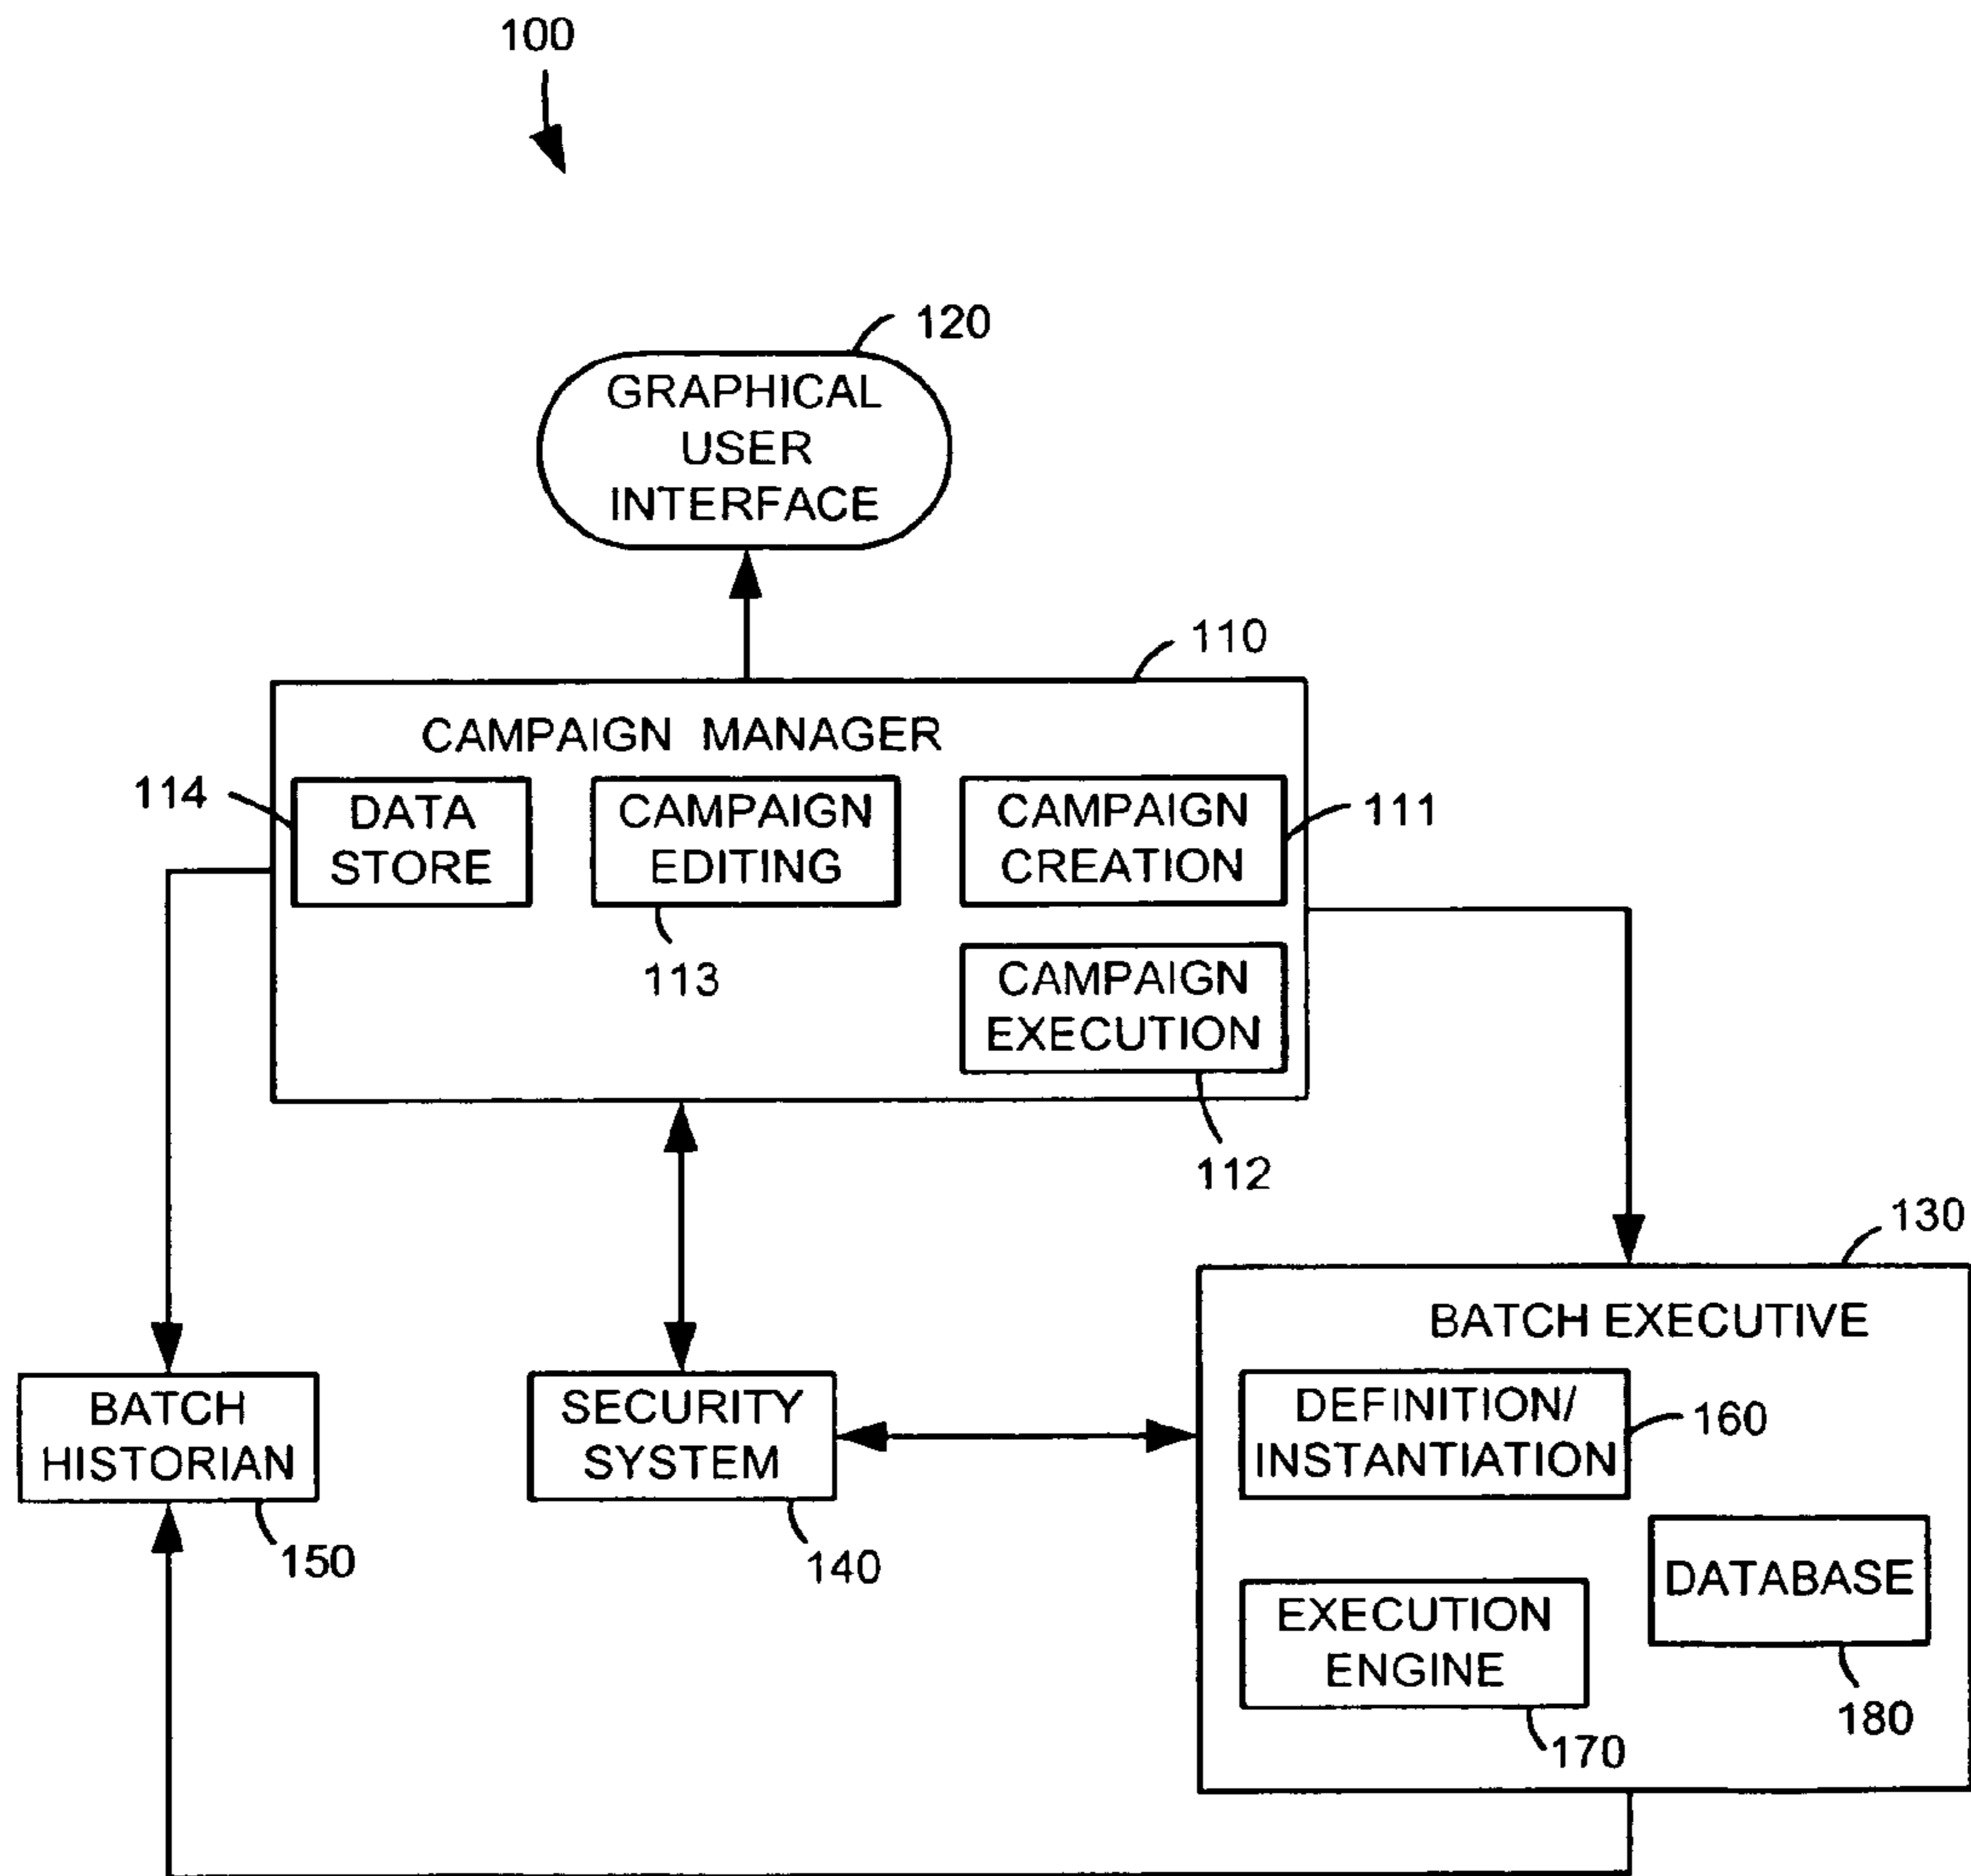 100
120
GRAPHICAL
USER
INTERFACE
110
CAMPAIGN MANAGER
114
DATA
STORE
CAMPAIGN
EDITING
113
CAMPAIGN
CREATION
111
CAMPAIGN
EXECUTION
112
130
BATCH EXECUTIVE
BATCH
HISTORIAN
150
SECURITY
SYSTEM
140
DEFINITION/
INSTANTIATION
160
DATABASE
180
EXECUTION
ENGINE
170